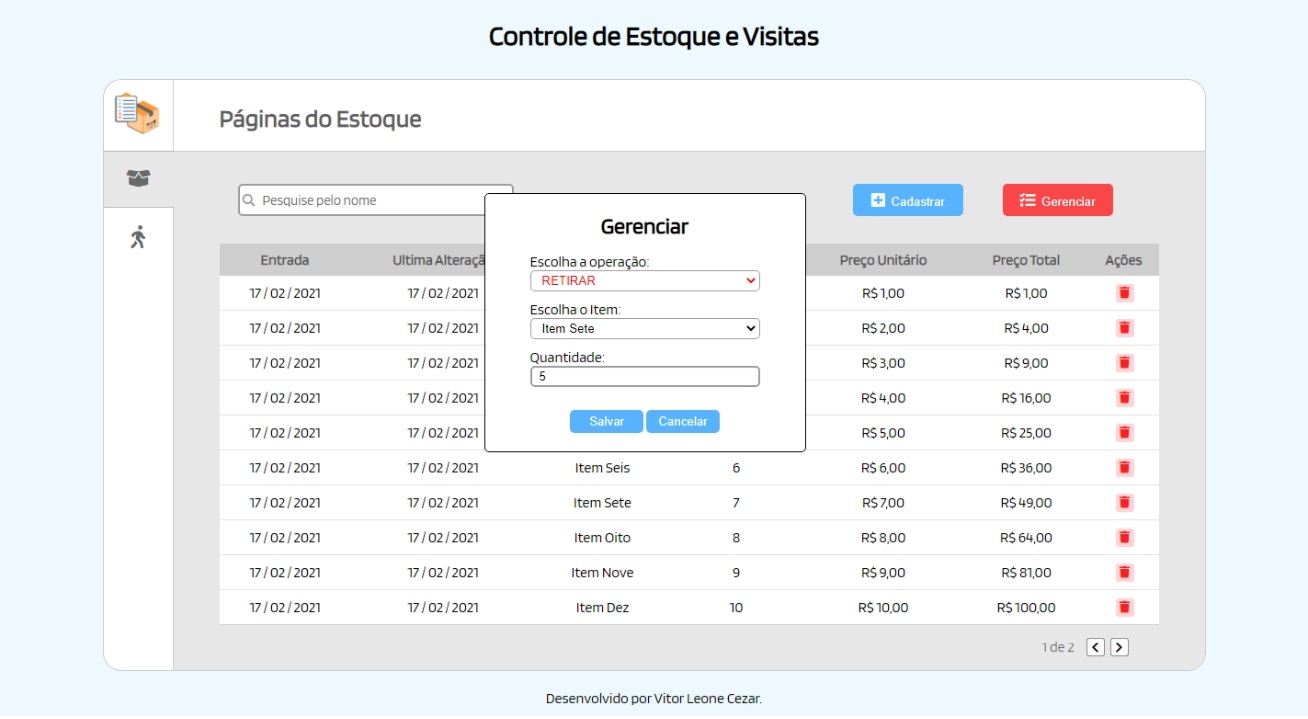 Controle de Estoque e Visitas
Páginas do Estoque
Pesquise pelo nome
Cadastrar
Gerenciar
Gerenciar
Escolha a operação:
RETIRAR
Escolha o Item:
Item Sete
Quantidade:
5
Salvar Cancelar
Entrada Ultima Alteraçã Preço Unitário Preço Total Ações
17 / 02 / 2021 17 / 02 / 2021 R$ 1,00 R$ 1,00
17 / 02 / 2021 17 / 02 / 2021 R$ 2,00 R$ 4,00
17 / 02 / 2021 17 / 02 / 2021 R$ 3,00 R$ 9,00
17 / 02 / 2021 17 / 02 / 2021 R$ 4,00 R$ 16,00
17 / 02 / 2021 17 / 02 / 2021 R$ 5,00 R$ 25,00
17 / 02 / 2021 17 / 02 / 2021 Item Seis 6 R$ 6,00 R$ 36,00
17 / 02 / 2021 17 / 02 / 2021 Item Sete 7 R$ 7,00 R$ 49,00
17 / 02 / 2021 17 / 02 / 2021 Item Oito 8 R$ 8,00 R$ 64,00
17 / 02 / 2021 17 / 02 / 2021 Item Nove 9 R$ 9,00 R$ 81,00
17 / 02 / 2021 17 / 02 / 2021 Item Dez 10 R$ 10,00 R$ 100,00
1 de 2
Desenvolvido por Vitor Leone Cezar.